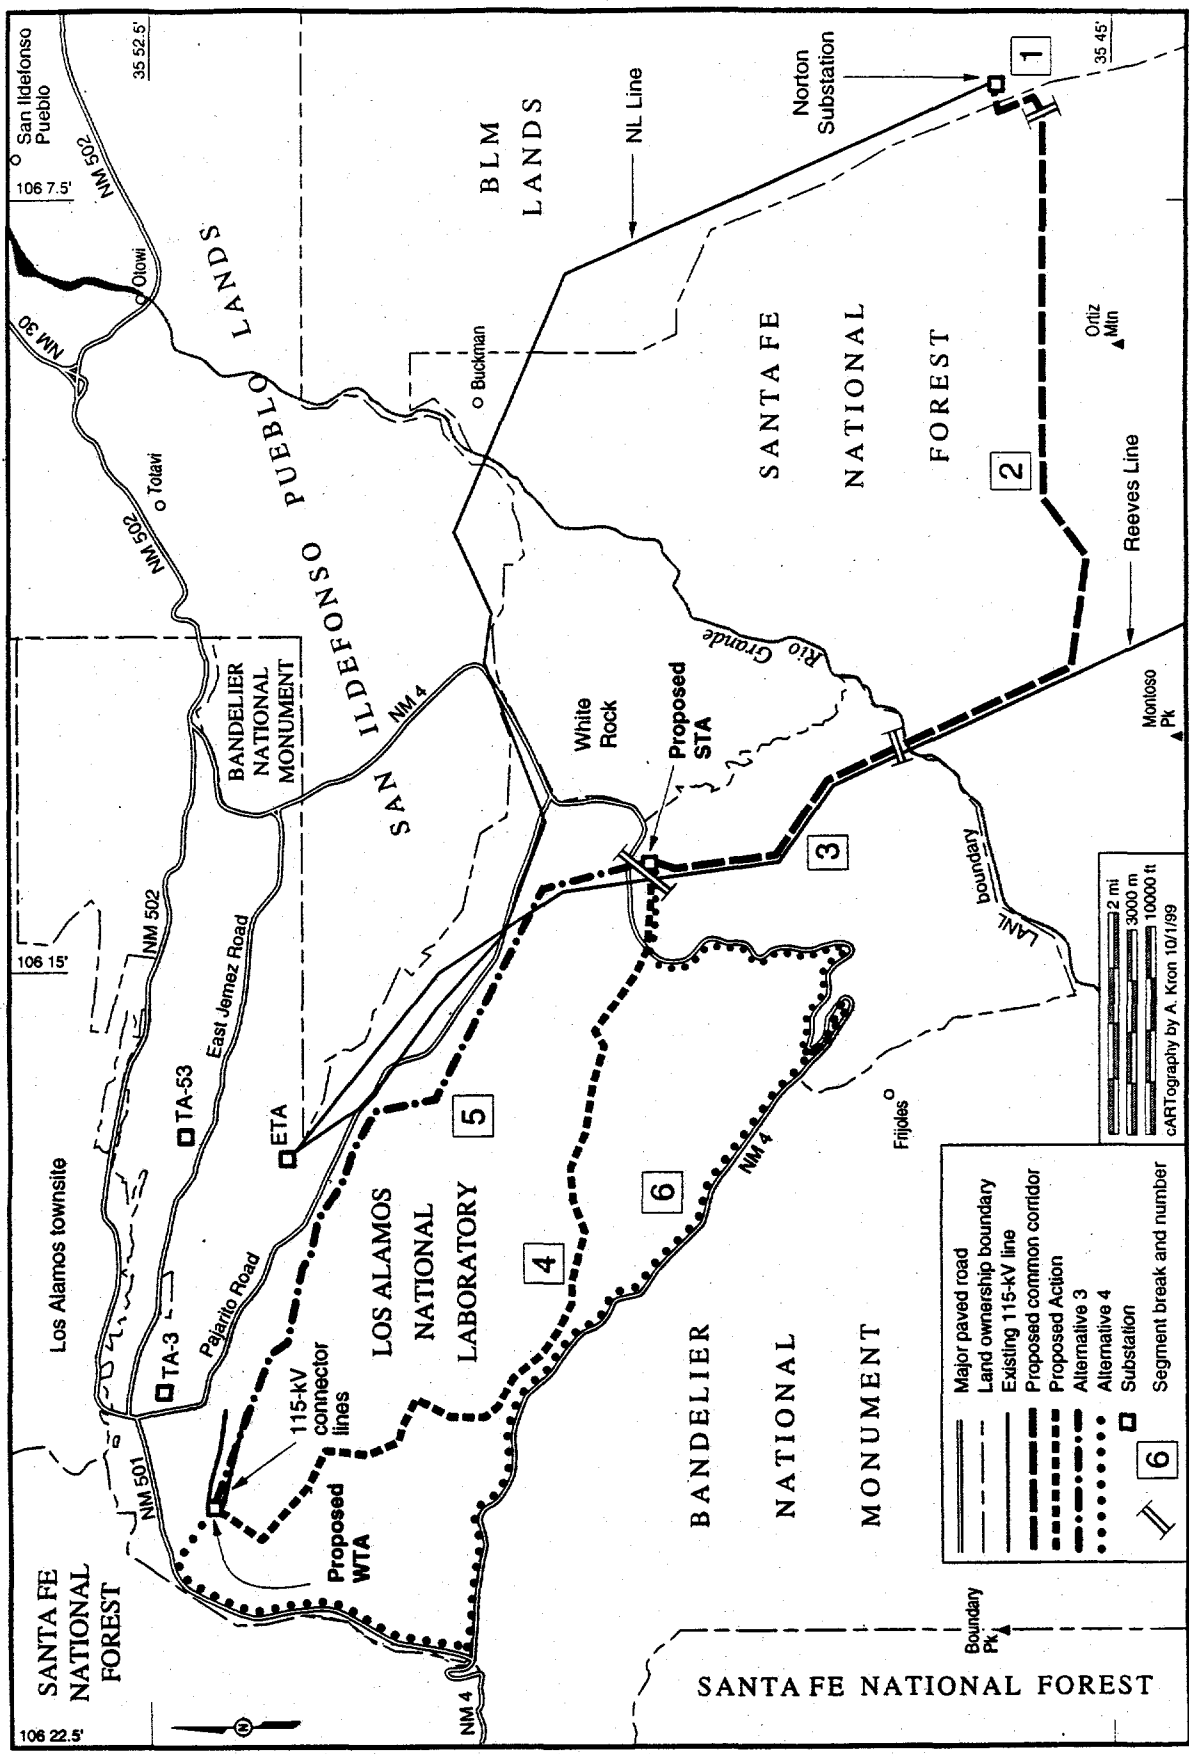 106 22.5'
106 15'
106 7.5'
35 52.5'
35 45'
San Ildefonso
Pueblo
SANTA FE
NATIONAL
FOREST
Los Alamos townsite
NM 501
NM 502
NM 502
NM 502
NM 30
Otowi
Totavi
TA-3
TA-53
ETA
East Jemez Road
Pajarito Road
BANDELIER
NATIONAL
MONUMENT
SAN ILDEFONSO PUEBLO LANDS
NM 4
Buckman
BLM
LANDS
NL Line
Norton
Substation
1
Proposed
WTA
115-kV
connector
lines
LOS ALAMOS
NATIONAL
LABORATORY
5
4
6
NM 4
NM 4
White
Rock
Proposed
STA
Rio
Grande
SANTA FE
NATIONAL
FOREST
2
3
Reeves Line
Ortiz
Mtn
Montoso
Pk
LANL boundary
Frijoles
BANDELIER
NATIONAL
MONUMENT
Boundary
Pk
SANTA FE NATIONAL FOREST
N
Major paved road
Land ownership boundary
Existing 115-kV line
Proposed common corridor
Proposed Action
Alternative 3
Alternative 4
Substation
6
Segment break and number
2 mi
3000 m
10000 ft
cARTography by A. Kron 10/1/99